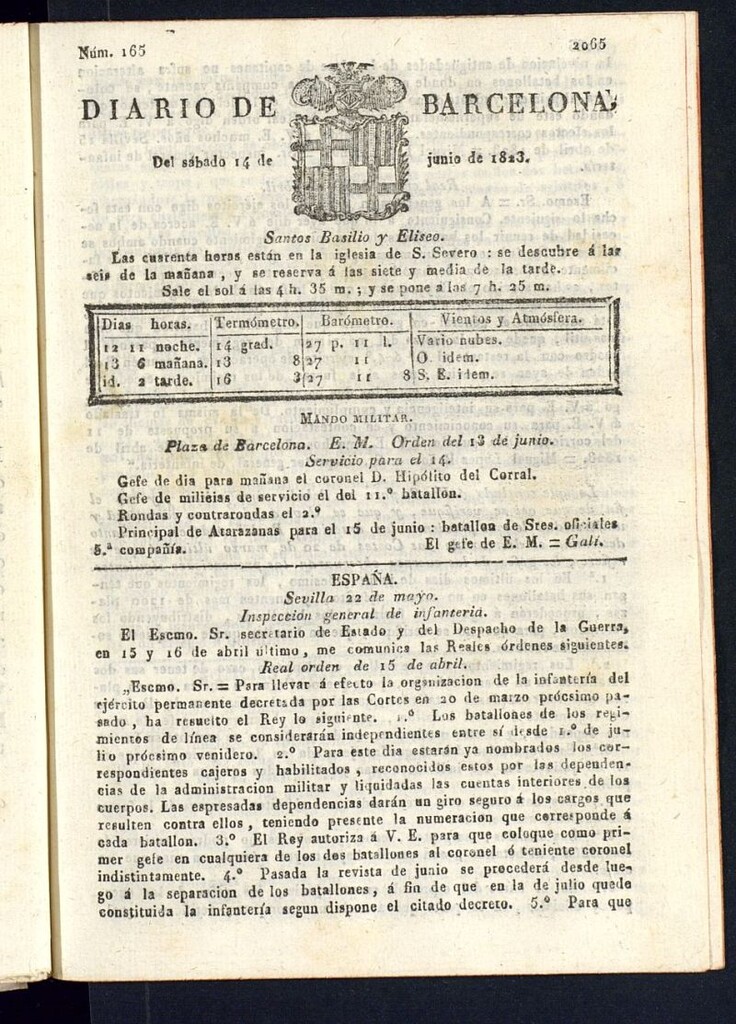 Núm. 165 2065
DIARIO DE BARCELONA,
Del sábado 14 de junio de 1823.
Santos Basilio y Eliseo.
Las cuarenta horas están en la iglesia de S. Severo : se descubre á las
seis de la mañana , y se reserva á las siete y media de la tarde.
Sale el sol á las 4 h. 35 m. ; y se pone a las 7 h. 25 m.
Dias horas. Termómetro. Barómetro. Vientos y Atmósfera.
12 11 noche. 14 grad. 27 p. 11 l. Vario nubes.
13 6 mañana. 13 8 27 11 O. idem.
id. 2 tarde. 16 3 27 11 8 S. E. idem.
MANDO MILITAR.
Plaza de Barcelona. E. M. Orden del 13 de junio.
Servicio para el 14.
Gefe de dia para mañana el coronel D. Hipólito del Corral.
Gefe de milicias de servicio el del 11.º batallon.
Rondas y contrarondas el 2.º
Principal de Atarazanas para el 15 de junio : batallon de Sres. oficiales
5.ª compañía. El gefe de E. M. = Galí.
ESPAÑA.
Sevilla 22 de mayo.
Inspeccion general de infantería.
El Escmo. Sr. secretario de Estado y del Despacho de la Guerra,
en 15 y 16 de abril último, me comunica las Reales órdenes siguientes.
Real orden de 15 de abril.
„Escmo. Sr. = Para llevar á efecto la organizacion de la infantería del
ejército permanente decretada por las Cortes en 20 de marzo prócsimo pa-
sado , ha resuelto el Rey lo siguiente. 1.º Los batallones de los regi-
mientos de línea se considerarán independientes entre sí desde 1.º de ju-
lio prócsimo venidero. 2.º Para este dia estarán ya nombrados los cor-
respondientes cajeros y habilitados , reconocidos estos por las dependen-
cias de la administracion militar y liquidadas las cuentas interiores de los
cuerpos. Las espresadas dependencias darán un giro seguro á los cargos que
resulten contra ellos , teniendo presente la numeracion que corresponde á
cada batallon. 3.º El Rey autoriza á V. E. para que coloque como pri-
mer gefe en cualquiera de los dos batallones al coronel ó teniente coronel
indistintamente. 4.º Pasada la revista de junio se procederá desde lue-
go á la separacion de los batallones, á fin de que en la de julio quede
constituida la infantería segun dispone el citado decreto. 5.º Para que